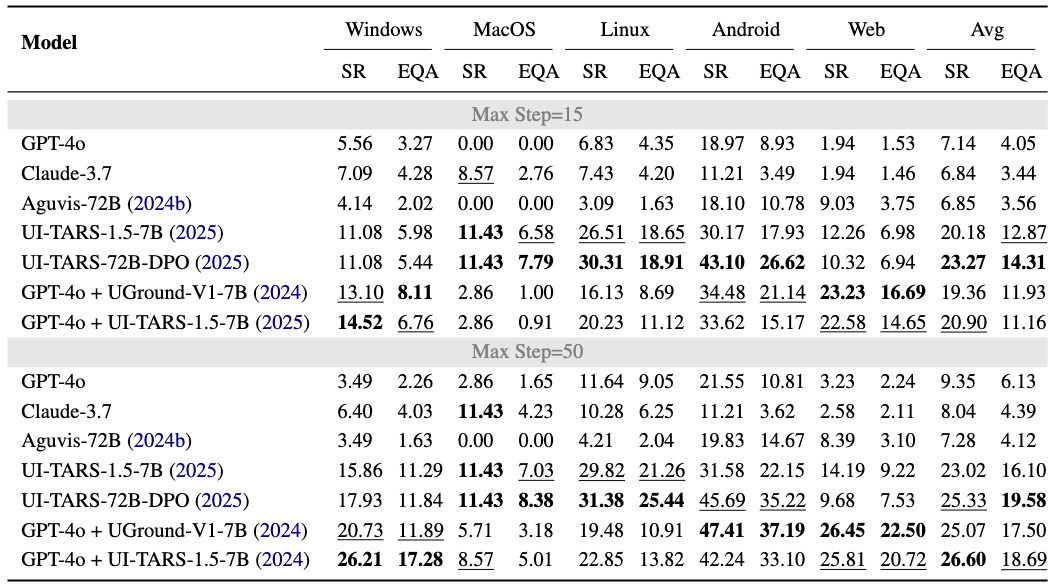 Model Windows MacOS Linux Android Web Avg
SR EQA SR EQA SR EQA SR EQA SR EQA SR EQA
Max Step=15
GPT-4o 5.56 3.27 0.00 0.00 6.83 4.35 18.97 8.93 1.94 1.53 7.14 4.05
Claude-3.7 7.09 4.28 8.57 2.76 7.43 4.20 11.21 3.49 1.94 1.46 6.84 3.44
Aguvis-72B (2024b) 4.14 2.02 0.00 0.00 3.09 1.63 18.10 10.78 9.03 3.75 6.85 3.56
UI-TARS-1.5-7B (2025) 11.08 5.98 11.43 6.58 26.51 18.65 30.17 17.93 12.26 6.98 20.18 12.87
UI-TARS-72B-DPO (2025) 11.08 5.44 11.43 7.79 30.31 18.91 43.10 26.62 10.32 6.94 23.27 14.31
GPT-4o + UGround-V1-7B (2024) 13.10 8.11 2.86 1.00 16.13 8.69 34.48 21.14 23.23 16.69 19.36 11.93
GPT-4o + UI-TARS-1.5-7B (2025) 14.52 6.76 2.86 0.91 20.23 11.12 33.62 15.17 22.58 14.65 20.90 11.16
Max Step=50
GPT-4o 3.49 2.26 2.86 1.65 11.64 9.05 21.55 10.81 3.23 2.24 9.35 6.13
Claude-3.7 6.40 4.03 11.43 4.23 10.28 6.25 11.21 3.62 2.58 2.11 8.04 4.39
Aguvis-72B (2024b) 3.49 1.63 0.00 0.00 4.21 2.04 19.83 14.67 8.39 3.10 7.28 4.12
UI-TARS-1.5-7B (2025) 15.86 11.29 11.43 7.03 29.82 21.26 31.58 22.15 14.19 9.22 23.02 16.10
UI-TARS-72B-DPO (2025) 17.93 11.84 11.43 8.38 31.38 25.44 45.69 35.22 9.68 7.53 25.33 19.58
GPT-4o + UGround-V1-7B (2024) 20.73 11.89 5.71 3.18 19.48 10.91 47.41 37.19 26.45 22.50 25.07 17.50
GPT-4o + UI-TARS-1.5-7B (2024) 26.21 17.28 8.57 5.01 22.85 13.82 42.24 33.10 25.81 20.72 26.60 18.69